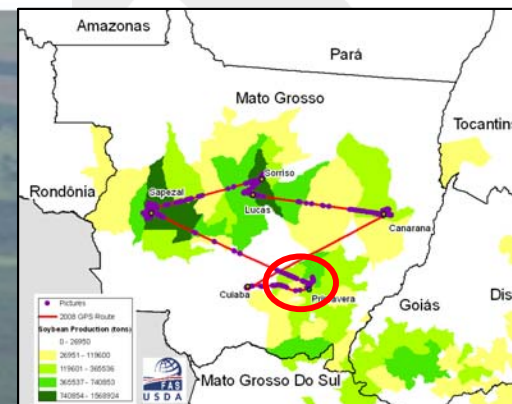 Amazonas
Pará
Mato Grosso
Tocantins
Rondônia
Sapezal
Sorriso
Lucas
Canarana
Cuiaba
Primavera
Goiás
Dis
Mato Grosso Do Sul
Pictures
2008 GPS Route
Soybean Production (tons)
0 - 26950
26951 - 119600
119601 - 365536
365537 - 740853
740854 - 1568924
FAS
USDA